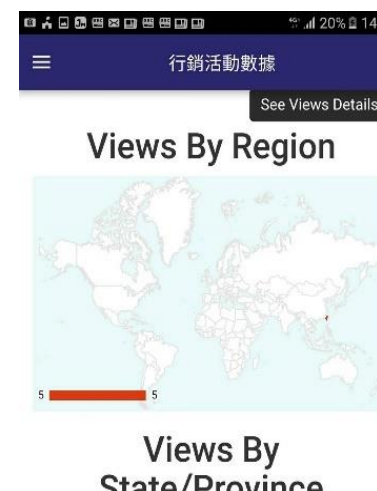 20% 14
行銷活動數據
See Views Details
Views By Region
5 5
Views By
State/Province